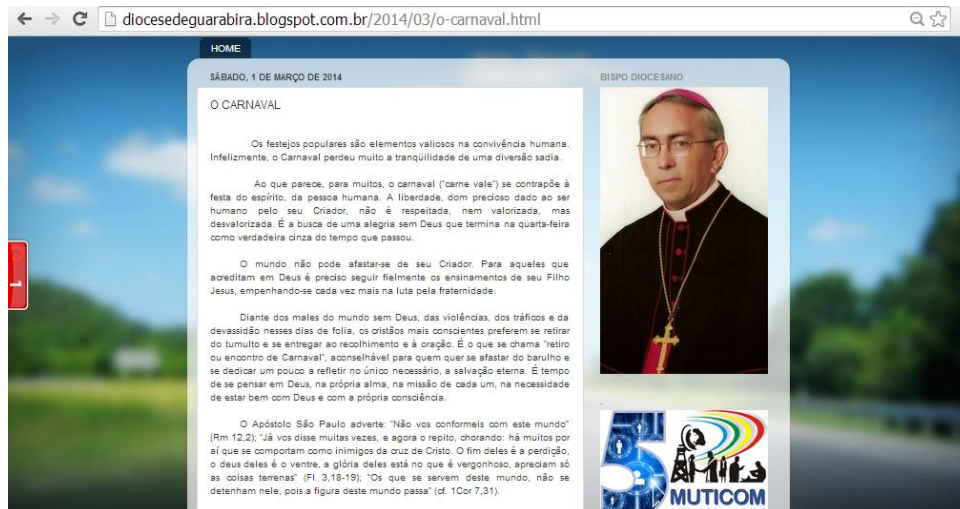 diocesedeguarabira.blogspot.com.br/2014/03/o-carnaval.html
HOME
SÁBADO, 1 DE MARÇO DE 2014
O CARNAVAL
Os festejos populares são elementos valiosos na convivência humana.
Infelizmente, o Carnaval perdeu muito a tranqüilidade de uma diversão sadia.
Ao que parece, para muitos, o carnaval ("carne vale") se contrapõe à
festa do espírito, da pessoa humana. A liberdade, dom precioso dado ao ser
humano pelo seu Criador, não é respeitada, nem valorizada, mas
desvalorizada. É a busca de uma alegria sem Deus que termina na quarta-feira
como verdadeira cinza do tempo que passou.
O mundo não pode afastar-se de seu Criador. Para aqueles que
acreditam em Deus é preciso seguir fielmente os ensinamentos de seu Filho
Jesus, empenhando-se cada vez mais na luta pela fraternidade.
Diante dos males do mundo sem Deus, das violências, dos tráficos e da
devassidão nesses dias de folia, os cristãos mais conscientes preferem se retirar
do tumulto e se entregar ao recolhimento e à oração. É o que se chama "retiro
ou encontro de Carnaval", aconselhável para quem quer se afastar do barulho e
se dedicar um pouco a refletir no único necessário, a salvação eterna. É tempo
de se pensar em Deus, na própria alma, na missão de cada um, na necessidade
de estar bem com Deus e com a própria consciência.
O Apóstolo São Paulo adverte: "Não vos conformeis com este mundo"
(Rm 12,2); "Já vos disse muitas vezes, e agora o repito, chorando: há muitos por
aí que se comportam como inimigos da cruz de Cristo. O fim deles é a perdição,
o deus deles é o ventre, a glória deles está no que é vergonhoso, apreciam só
as coisas terrenas" (Fl 3,18-19); "Os que se servem deste mundo, não se
detenham nele, pois a figura deste mundo passa" (cf. 1Cor 7,31).
BISPO DIOCESANO
5
MUTICOM
1